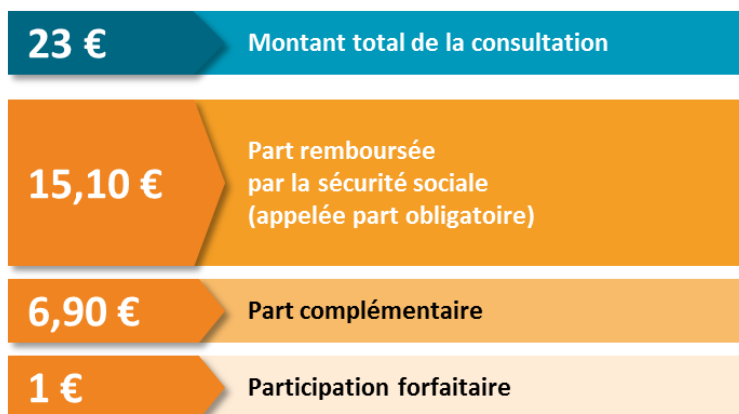 23 €
Montant total de la consultation
15,10 €
Part remboursée
par la sécurité sociale
(appelée part obligatoire)
6,90 €
Part complémentaire
1 €
Participation forfaitaire